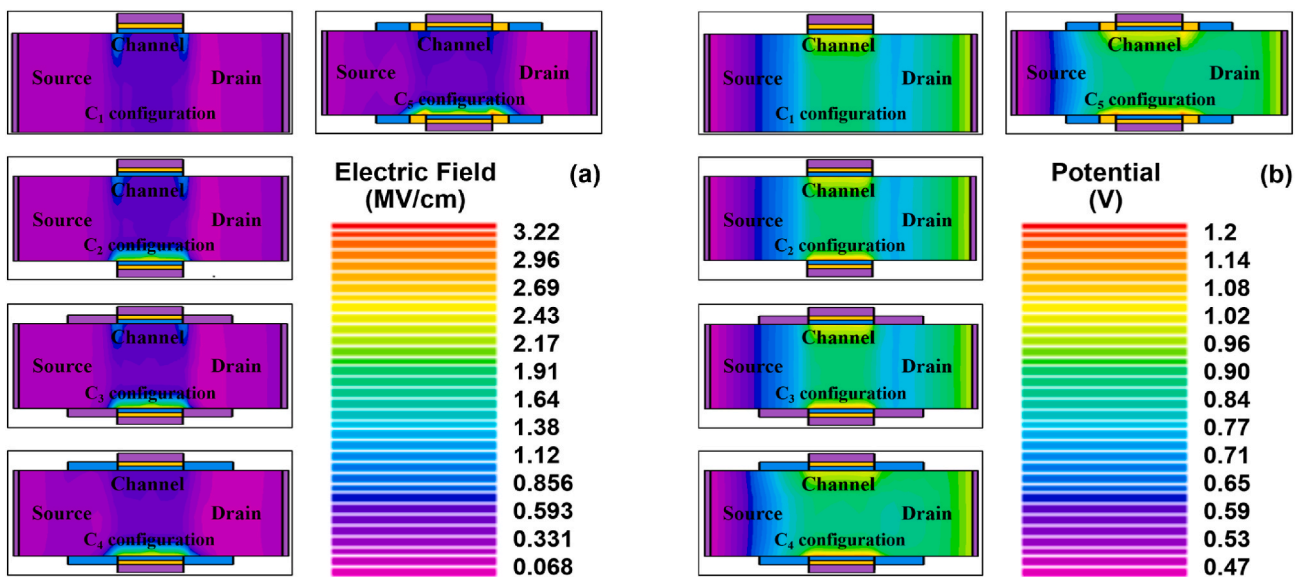 Channel
Source Drain
C1 configuration
Channel
Source Drain
C5 configuration
Channel
Source Drain
C2 configuration
Channel
Source Drain
C3 configuration
Channel
Source Drain
C4 configuration
Electric Field (a)
(MV/cm)
3.22
2.96
2.69
2.43
2.17
1.91
1.64
1.38
1.12
0.856
0.593
0.331
0.068
Channel
Source Drain
C1 configuration
Channel
Source Drain
C5 configuration
Channel
Source Drain
C2 configuration
Channel
Source Drain
C3 configuration
Channel
Source Drain
C4 configuration
Potential (b)
(V)
1.2
1.14
1.08
1.02
0.96
0.90
0.84
0.77
0.71
0.65
0.59
0.53
0.47